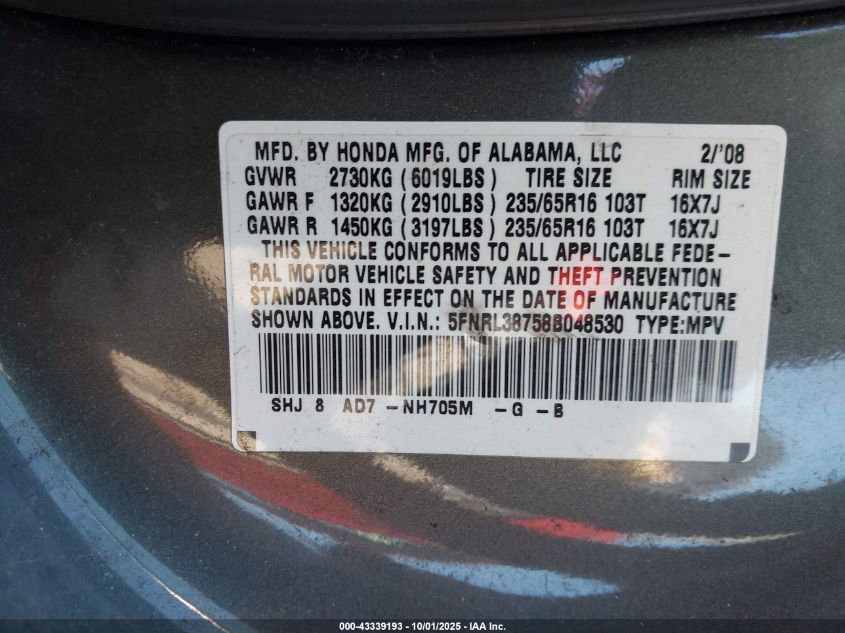 MFD. BY HONDA MFG. OF ALABAMA, LLC 2/'08
GVWR 2730KG (6019LBS) TIRE SIZE RIM SIZE
GAWR F 1320KG (2910LBS) 235/65R16 103T 16X7J
GAWR R 1450KG (3197LBS) 235/65R16 103T 16X7J
THIS VEHICLE CONFORMS TO ALL APPLICABLE FEDE-
RAL MOTOR VEHICLE SAFETY AND THEFT PREVENTION
STANDARDS IN EFFECT ON THE DATE OF MANUFACTURE
SHOWN ABOVE. V.I.N.: 5FNRL38758B048530 TYPE:MPV
SHJ 8 AD7 -NH705M -G -B
000-43339193 - 10/01/2025 - IAA Inc.